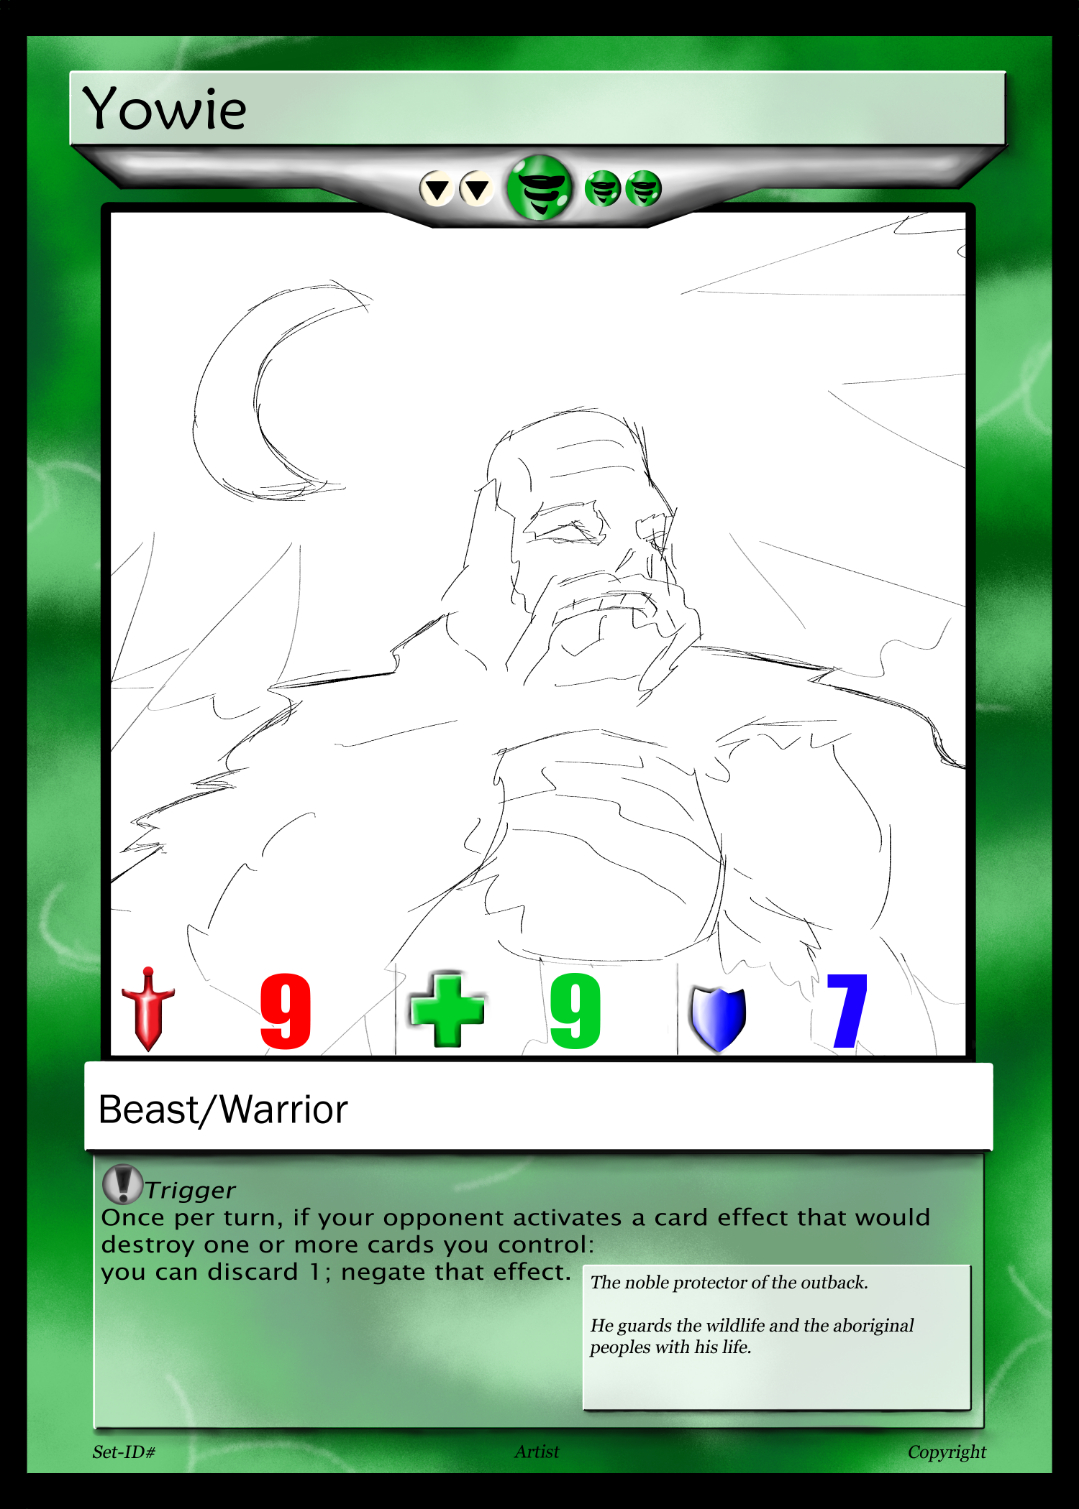 Yowie
9 9 7
Beast/Warrior
Trigger
Once per turn, if your opponent activates a card effect that would
destroy one or more cards you control:
you can discard 1; negate that effect.
The noble protector of the outback.
He guards the wildlife and the aboriginal
peoples with his life.
Set-ID# Artist Copyright